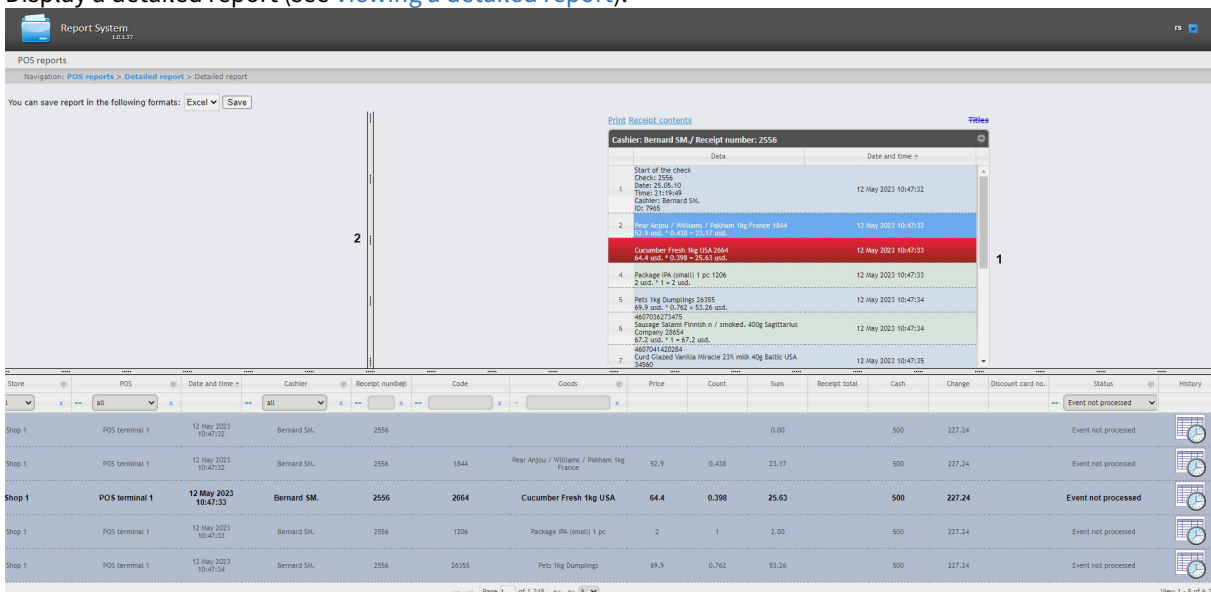 Display a detailed report (see Viewing a detailed report).
Report System
1.0.1.37
rs
POS reports
Navigation: POS reports > Detailed report > Detailed report
You can save report in the following formats: Excel Save
Print Receipt contents Titles
Cashier: Bernard SM./ Receipt number: 2556
Data Date and time
1 Start of the check
Check: 2556
Date: 25.05.10
Time: 21:19:49
Cashier: Bernard SM.
ID: 7965
12 May 2023 10:47:32
2 Pear Anjou / Williams / Pakham 1kg France 1844 12 May 2023 10:47:32
52.9 usd. * 0.438 = 23.17 usd.
Cucumber Fresh 1kg USA 2664 12 May 2023 10:47:33
64.4 usd. * 0.398 = 25.63 usd.
4 Package IPA (small) 1 pc 1206 12 May 2023 10:47:33
2 usd. * 1 = 2 usd.
5 Pets 1kg Dumplings 26355 12 May 2023 10:47:34
69.9 usd. * 0.762 = 53.26 usd.
6 4607036273475
Sausage Salami Finnish n / smoked. 400g Sagittarius
Company 28654
67.2 usd. * 1 = 67.2 usd.
12 May 2023 10:47:34
7 4607041420284
Curd Glazed Vanilla Miracle 23% milk 40g Baltic USA
34560
12 May 2023 10:47:35
2
1
Store POS Date and time Cashier Receipt number Code Goods Price Count Sum Receipt total Cash Change Discount card no. Status History
x -- all x -- all x -- x -- x ~ x -- Event not processed
Shop 1 POS terminal 1 12 May 2023 10:47:32 Bernard SM. 2556 0.00 500 227.24 Event not processed
Shop 1 POS terminal 1 12 May 2023 10:47:32 Bernard SM. 2556 1844 Pear Anjou / Williams / Pakham 1kg France 52.9 0.438 23.17 500 227.24 Event not processed
Shop 1 POS terminal 1 12 May 2023 10:47:33 Bernard SM. 2556 2664 Cucumber Fresh 1kg USA 64.4 0.398 25.63 500 227.24 Event not processed
Shop 1 POS terminal 1 12 May 2023 10:47:33 Bernard SM. 2556 1206 Package IPA (small) 1 pc 2 1 2.00 500 227.24 Event not processed
Shop 1 POS terminal 1 12 May 2023 10:47:34 Bernard SM. 2556 26355 Pets 1kg Dumplings 69.9 0.762 53.26 500 227.24 Event not processed
Page 1 of 1 248 5 View 1 - 5 of